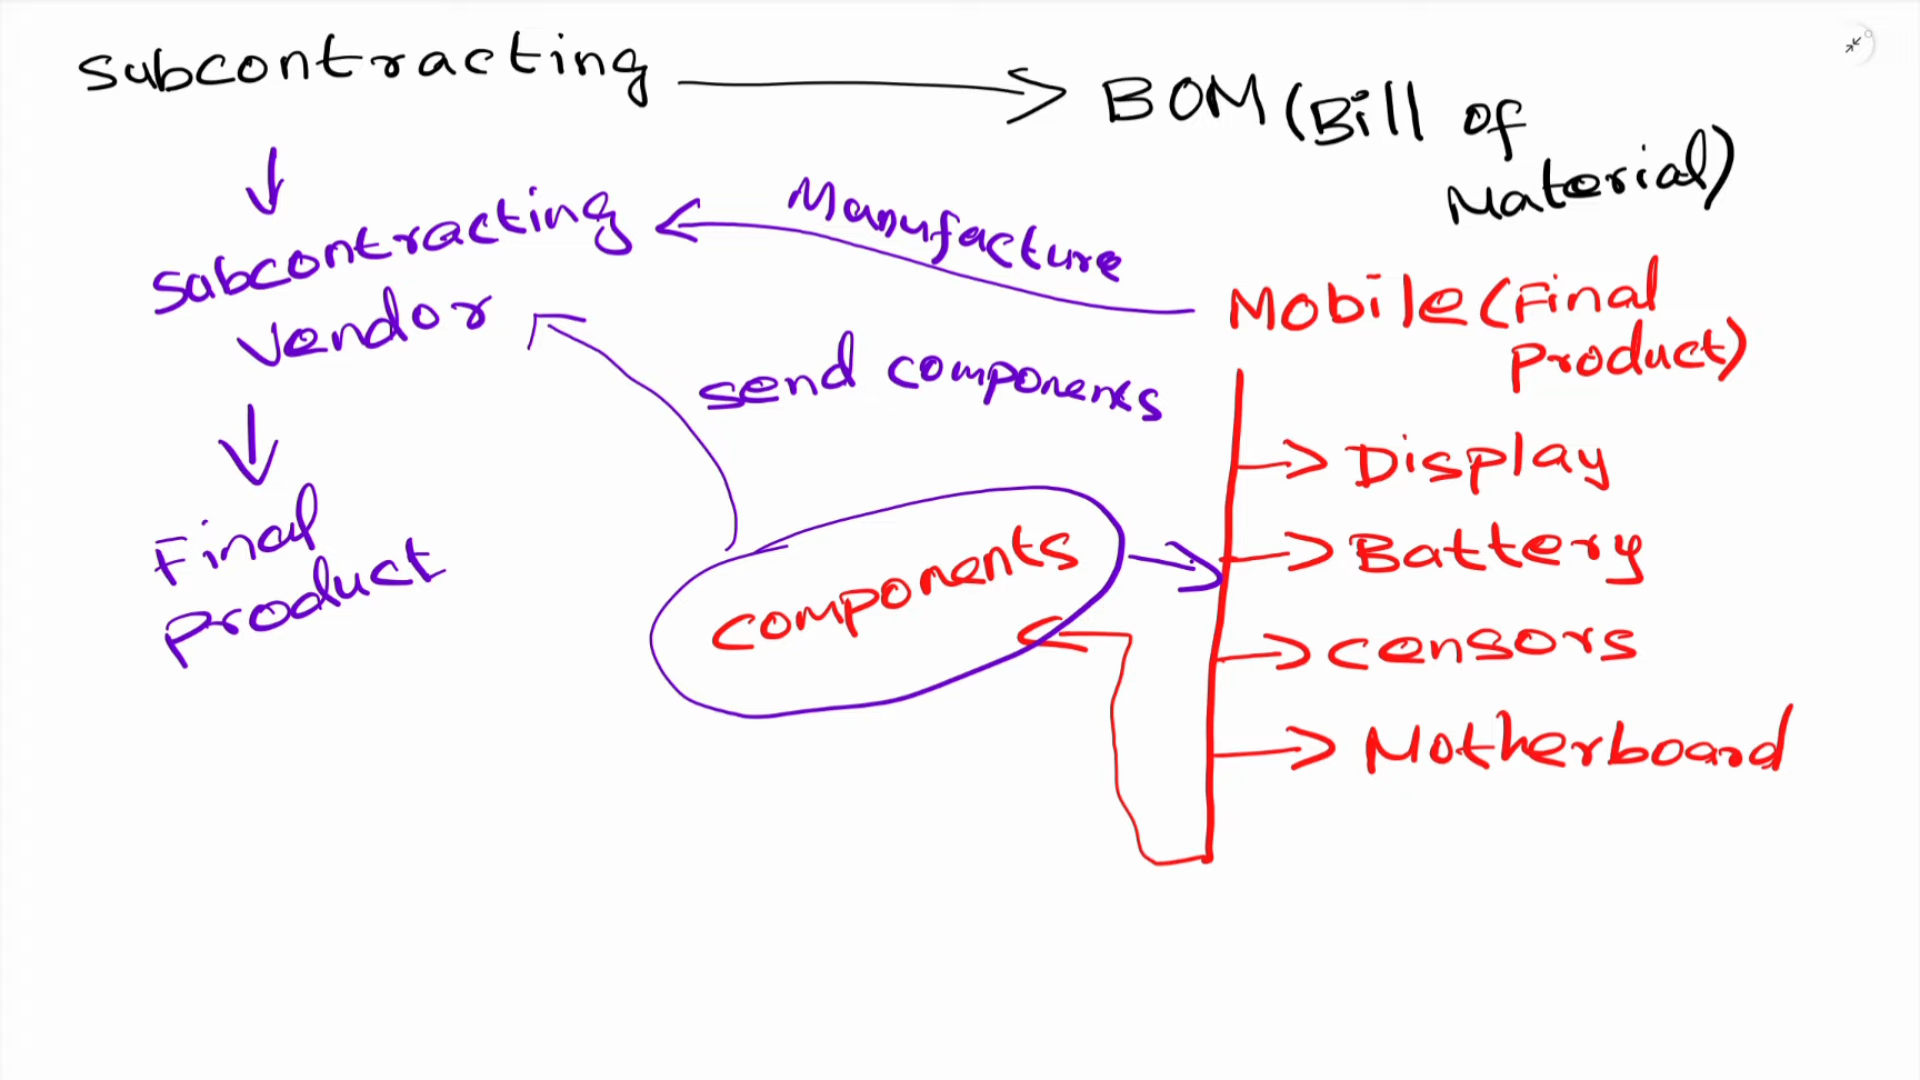 subcontracting
BOM (Bill of
Material)
Manufacture
subcontracting
vendor
Mobile (Final
product)
send components
Display
Battery
components
censors
Final
product
Motherboard